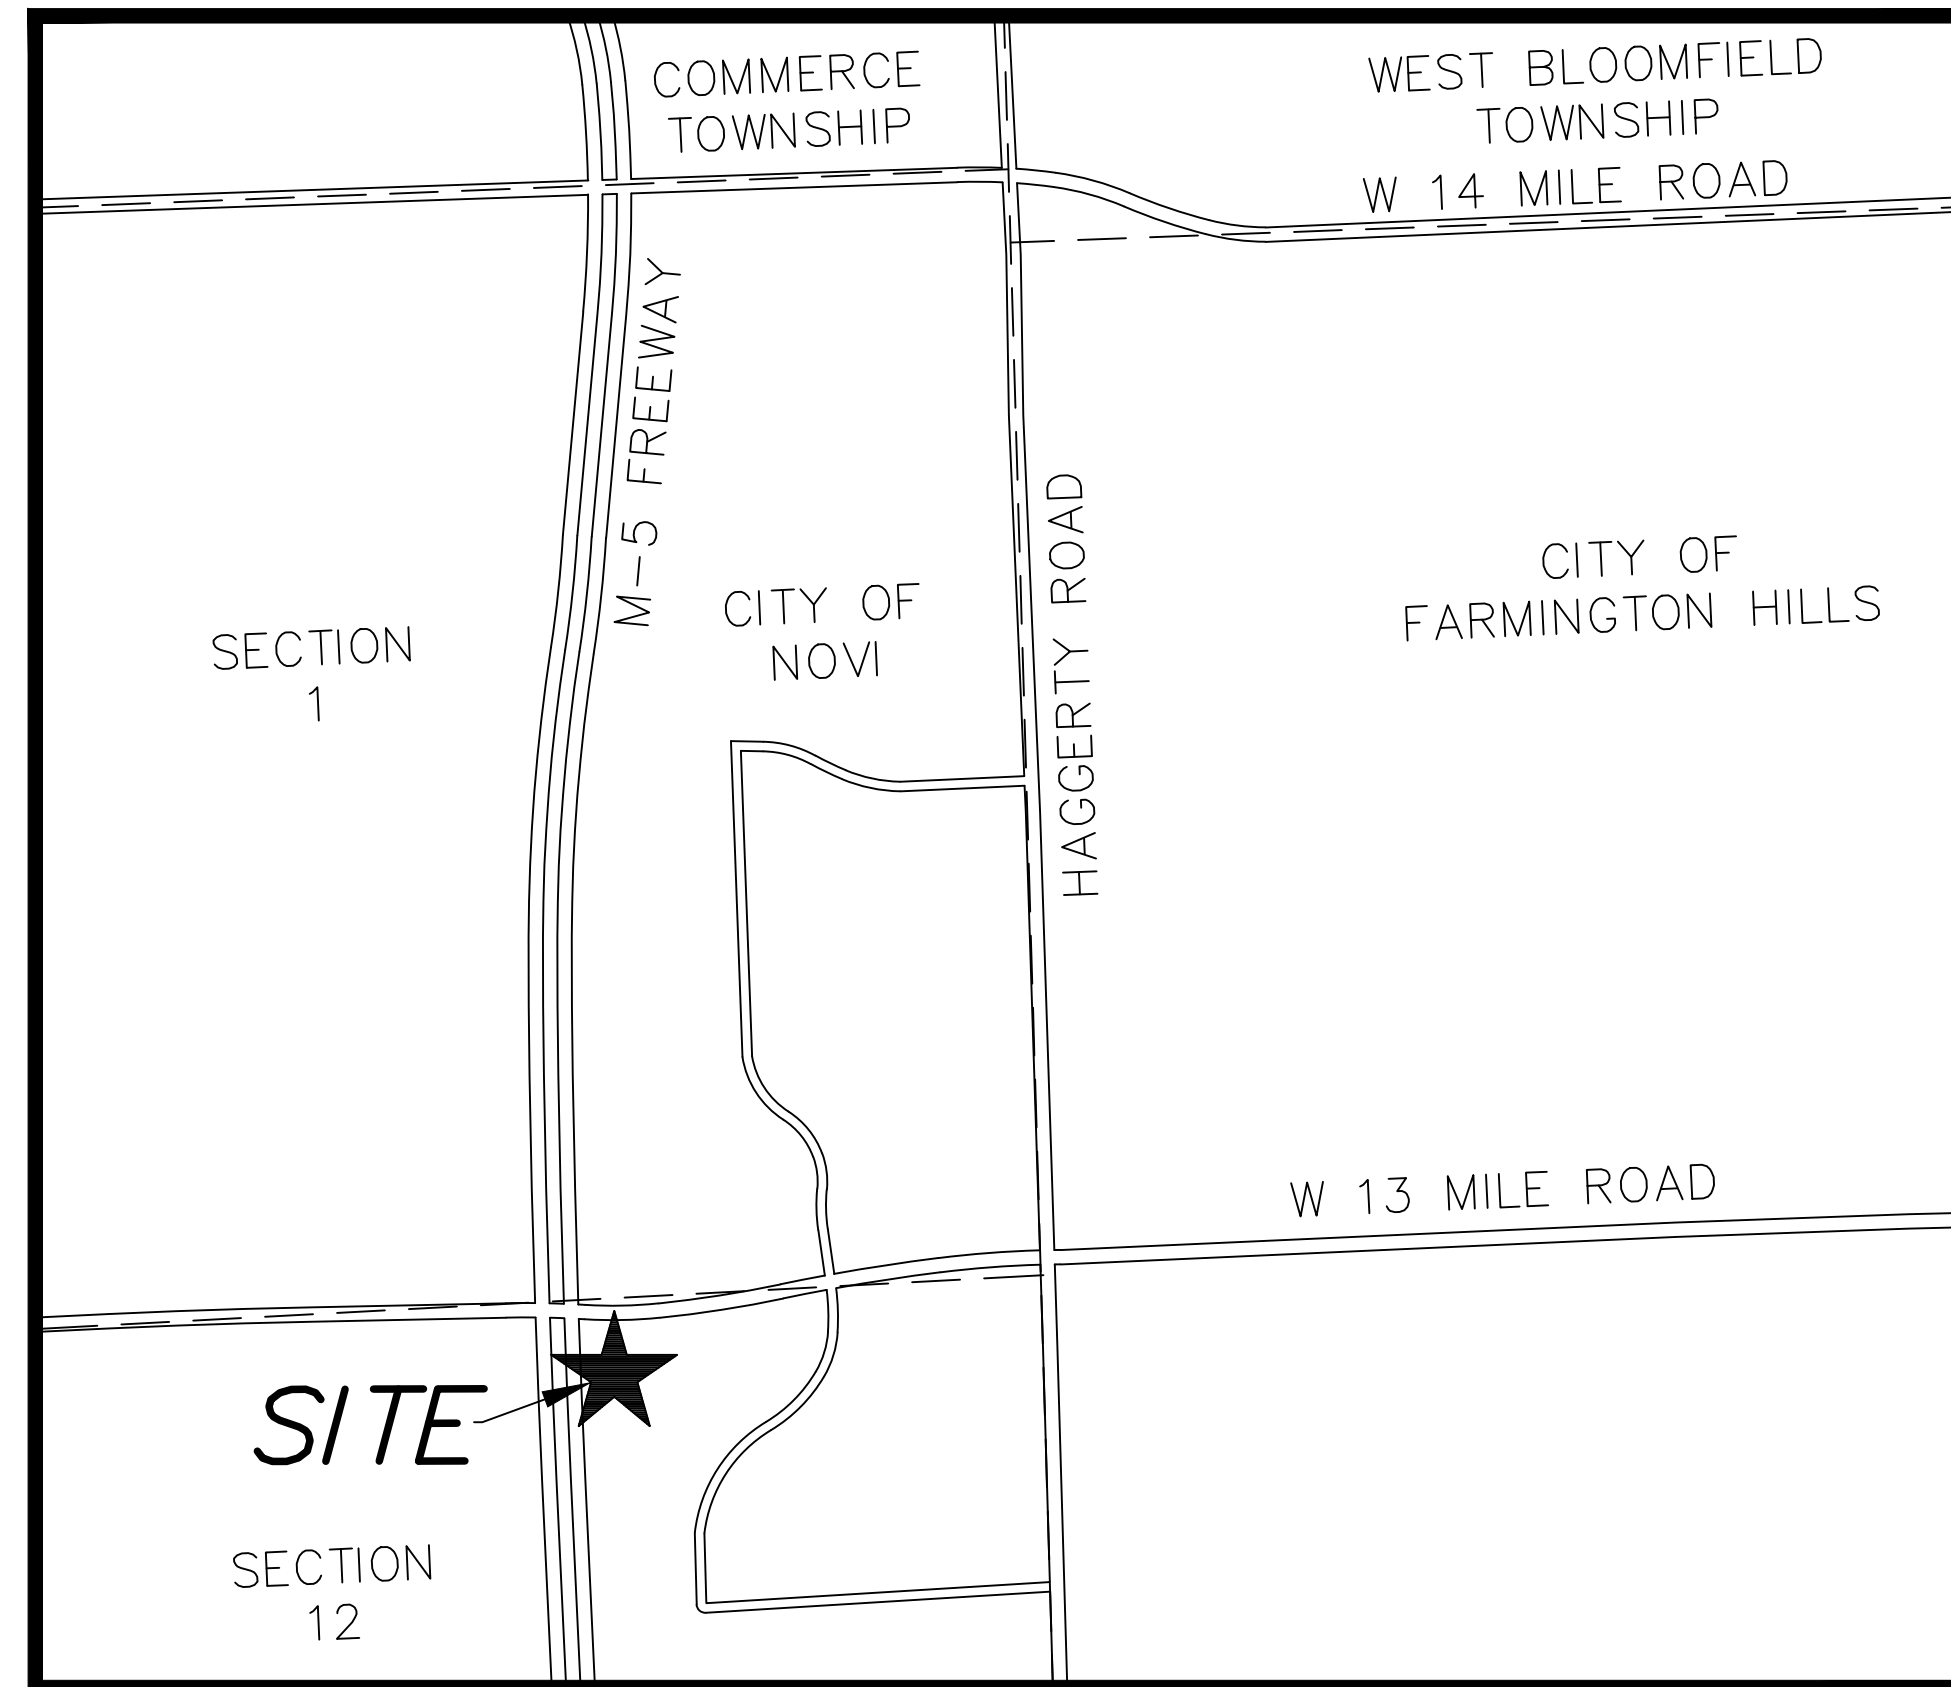 COMMERCE
TOWNSHIP
WEST BLOOMFIELD
TOWNSHIP
W 14 MILE ROAD
M-5 FREEWAY
HAGGERTY ROAD
CITY OF
FARMINGTON HILLS
CITY OF
NOVI
SECTION
1
W 13 MILE ROAD
SITE
SECTION
12